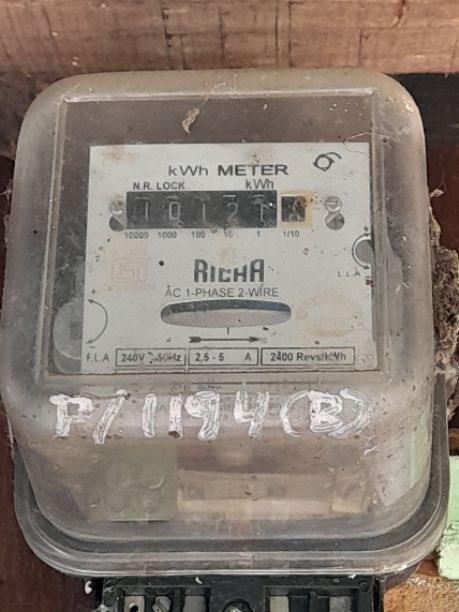 kWh METER
N.R. LOCK kWh
10000 1000 100 10 1 1/10
RICHA
AC 1-PHASE 2-WIRE
L.L.A
F.L.A 240V ~ 50Hz 2.5 - 5 A 2400 Revs/kWh
P/1194(B)